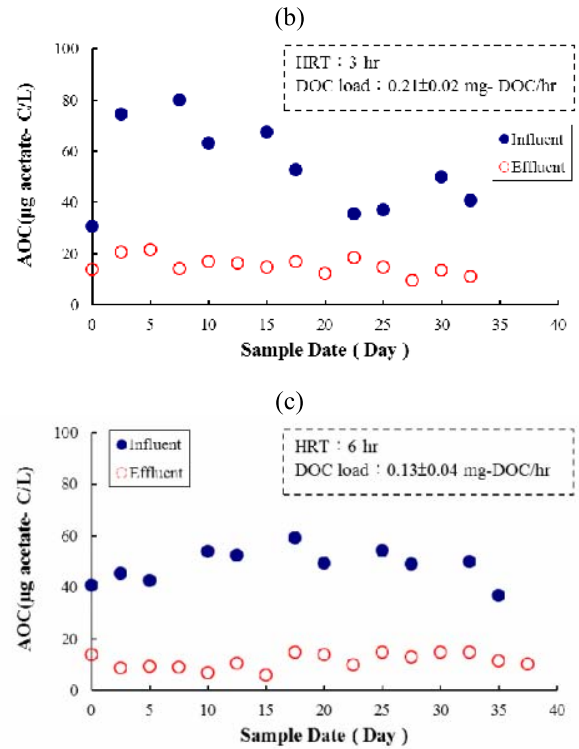 (b)
HRT：3 hr
DOC load：0.21±0.02 mg- DOC/hr
Influent
Effluent
AOC(μg acetate- C/L)
100
80
60
40
20
0
0 5 10 15 20 25 30 35 40
Sample Date ( Day )
(c)
Influent
Effluent
HRT：6 hr
DOC load：0.13±0.04 mg-DOC/hr
AOC(μg acetate- C/L)
100
80
60
40
20
0
0 5 10 15 20 25 30 35 40
Sample Date ( Day )